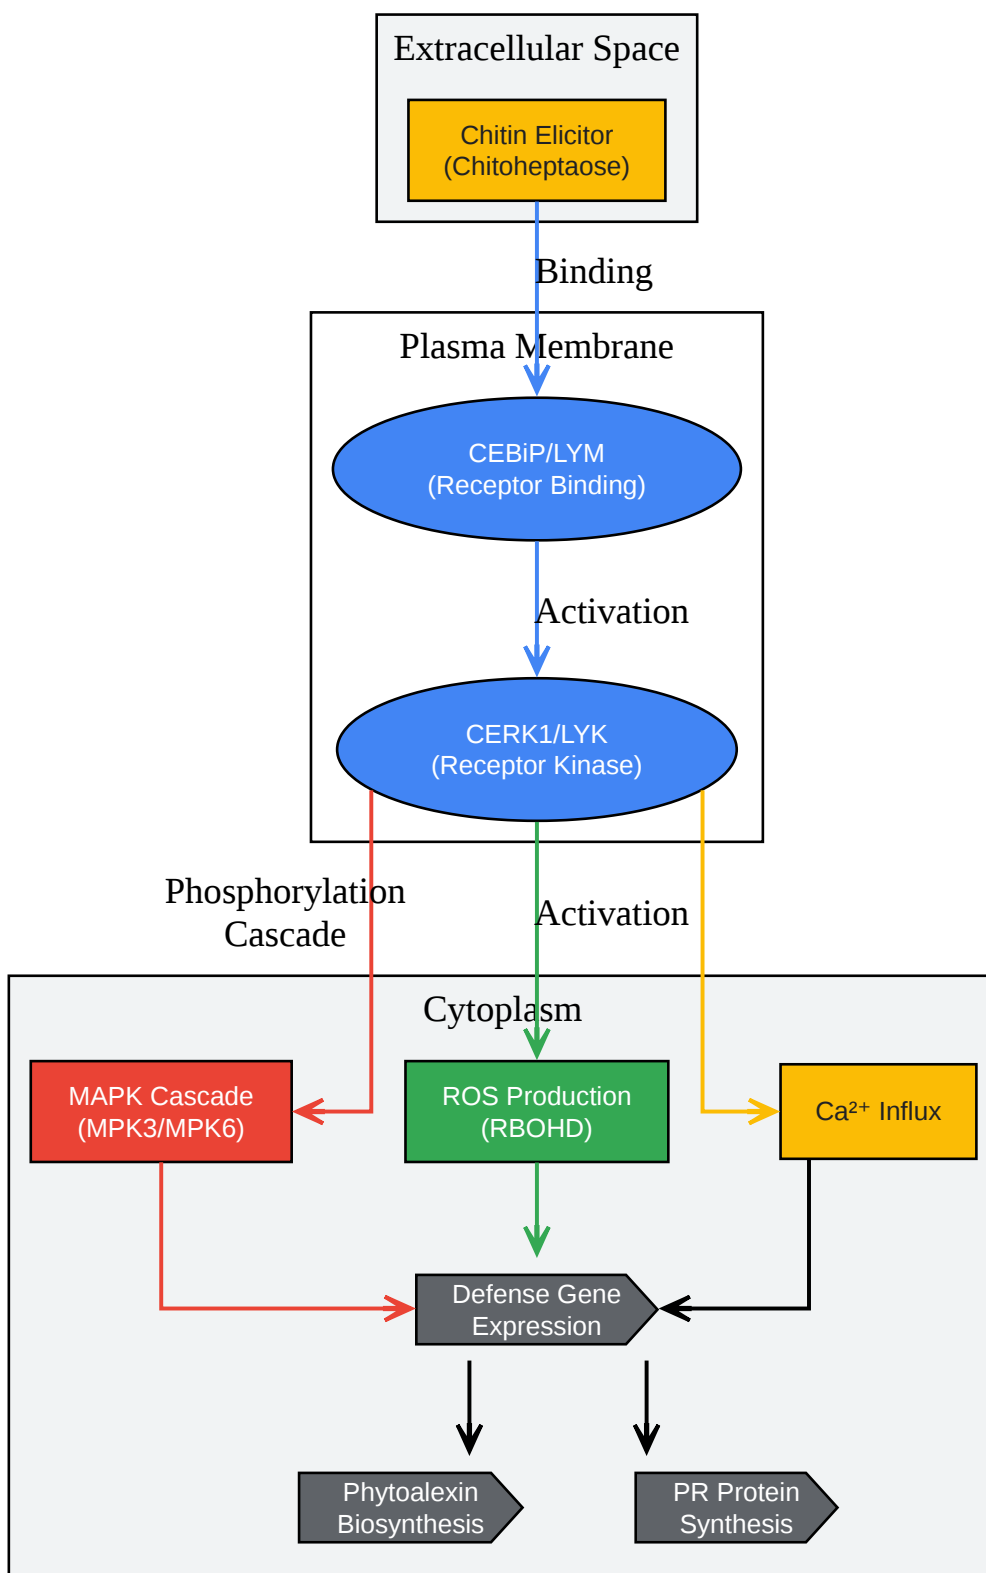 Extracellular Space
Chitin Elicitor
(Chitoheptaose)
Binding
Plasma Membrane
CEBiP/LYM
(Receptor Binding)
Activation
CERK1/LYK
(Receptor Kinase)
Phosphorylation
Cascade
Activation
Cytoplasm
MAPK Cascade
(MPK3/MPK6)
ROS Production
(RBOHD)
Ca²⁺ Influx
Defense Gene
Expression
Phytoalexin
Biosynthesis
PR Protein
Synthesis